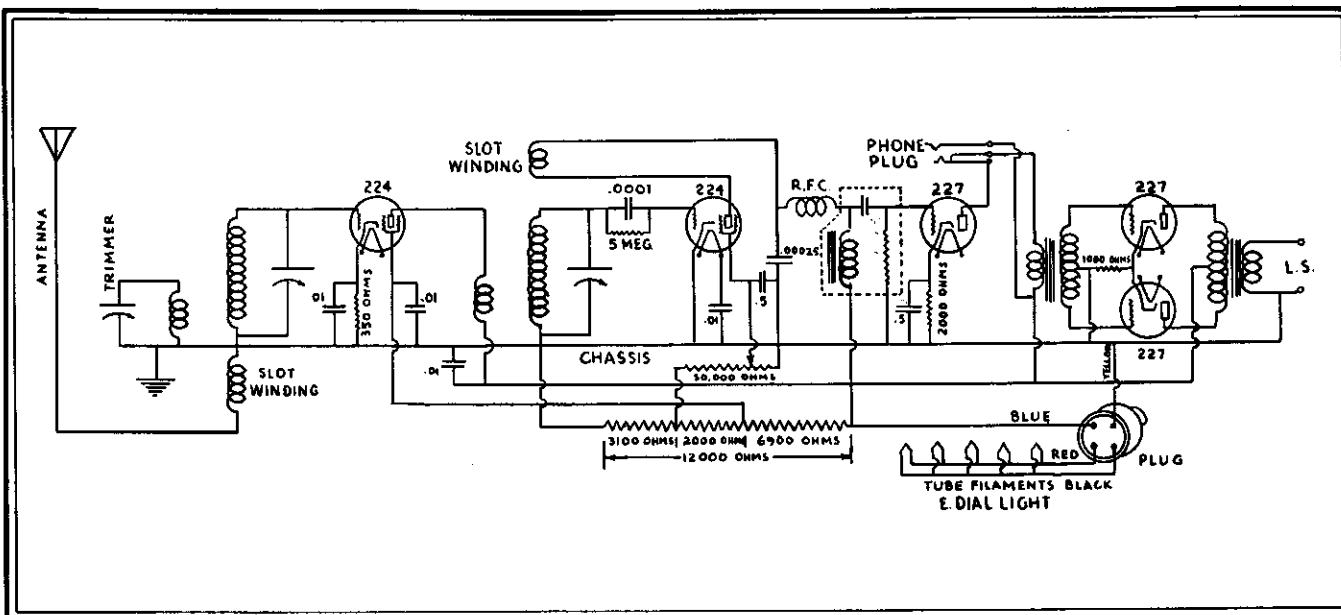 ANTENNA
TRIMMER
SLOT
WINDING
224
.01
350 OHMS
.01
.01
SLOT
WINDING
.0001
5 MEG.
224
.01
.5
.00025
R.F.C.
CHASSIS
50,000 OHMS
3100 OHMS
2000 OHM
6900 OHMS
12000 OHMS
PHONE
PLUG
227
.5
2000 OHMS
227
1000 OHMS
227
L.S.
YELLOW
BLUE
RED
PLUG
TUBE FILAMENTS BLACK
E. DIAL LIGHT